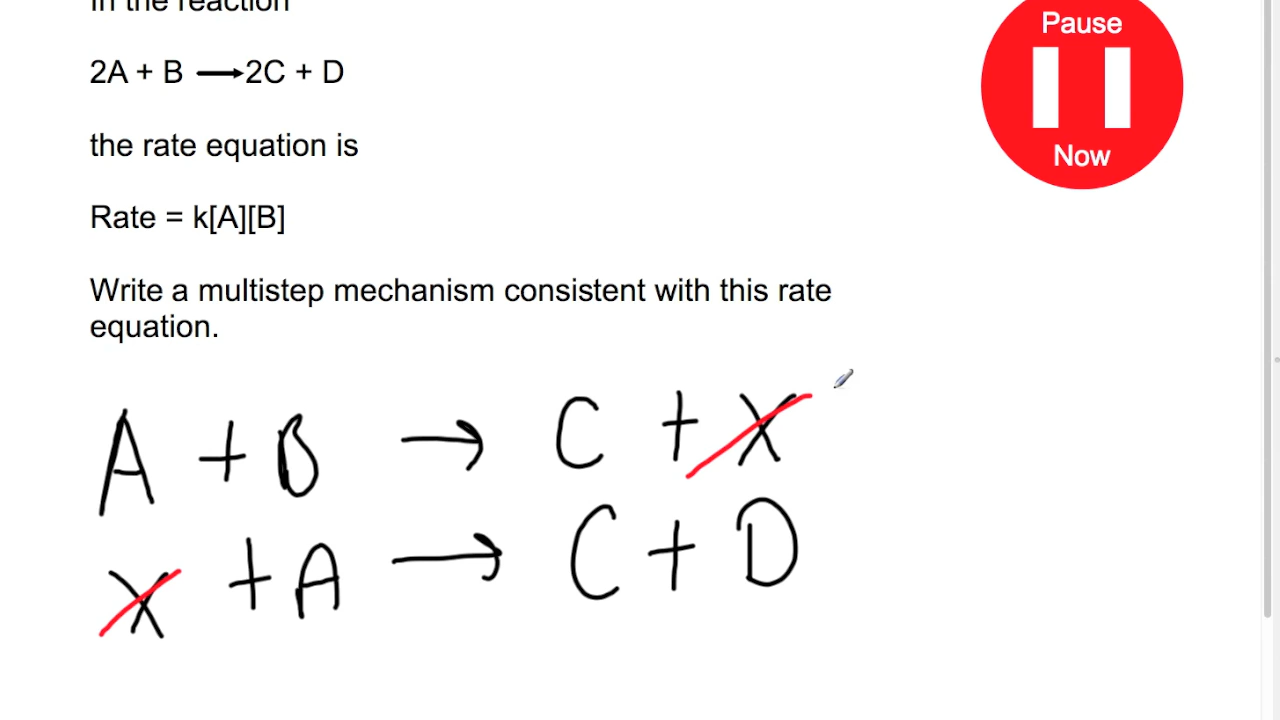 In the reaction
Pause
2A + B ⟶ 2C + D
Now
the rate equation is
Rate = k[A][B]
Write a multistep mechanism consistent with this rate
equation.
A + B → C + X
X + A → C + D